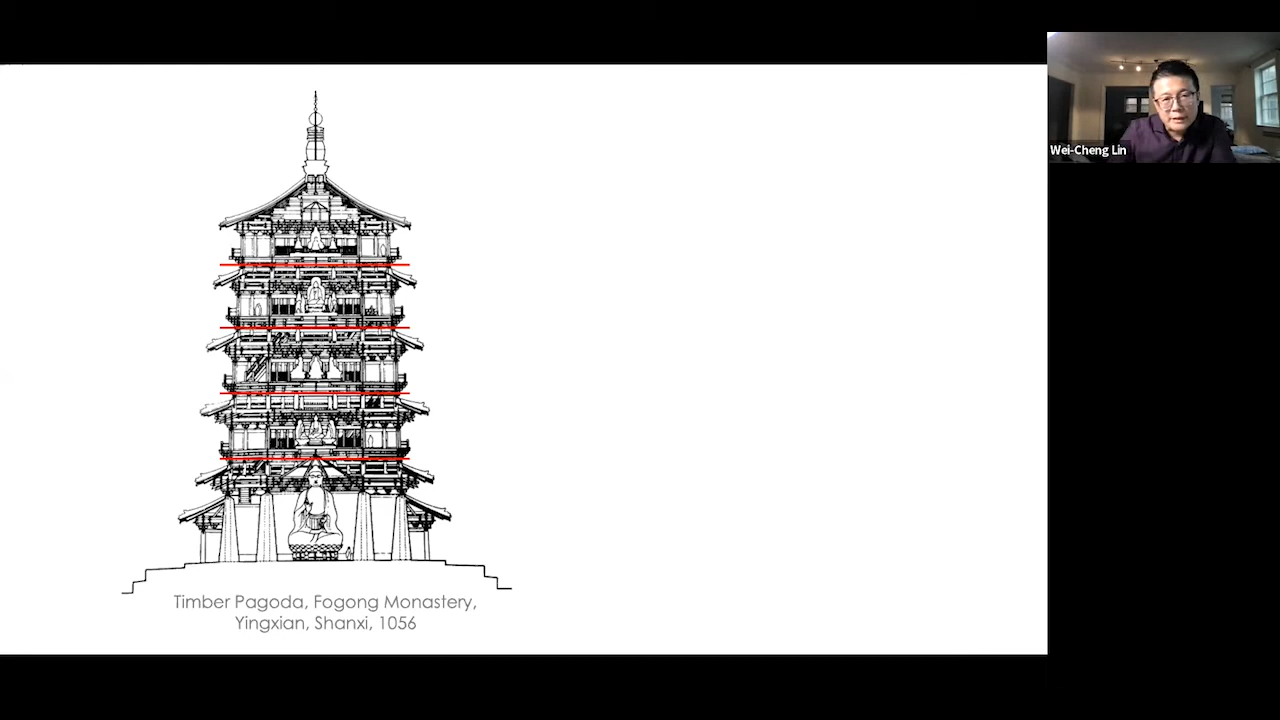 Wei-Cheng Lin
Timber Pagoda, Fogong Monastery,
Yingxian, Shanxi, 1056